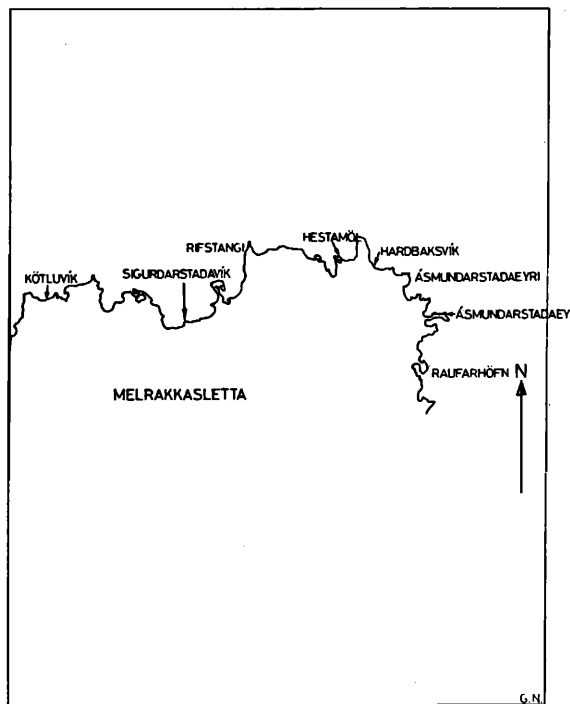 HESTAMÖL
RIFSTANGI
HARDBAKSVÍK
SIGURDARSTADAVÍK
KÖTLUVÍK
ÁSMUNDARSTADAEYRI
ÁSMUNDARSTADAEY
RAUFARHÖFN
N
MELRAKKASLETTA
G.N.